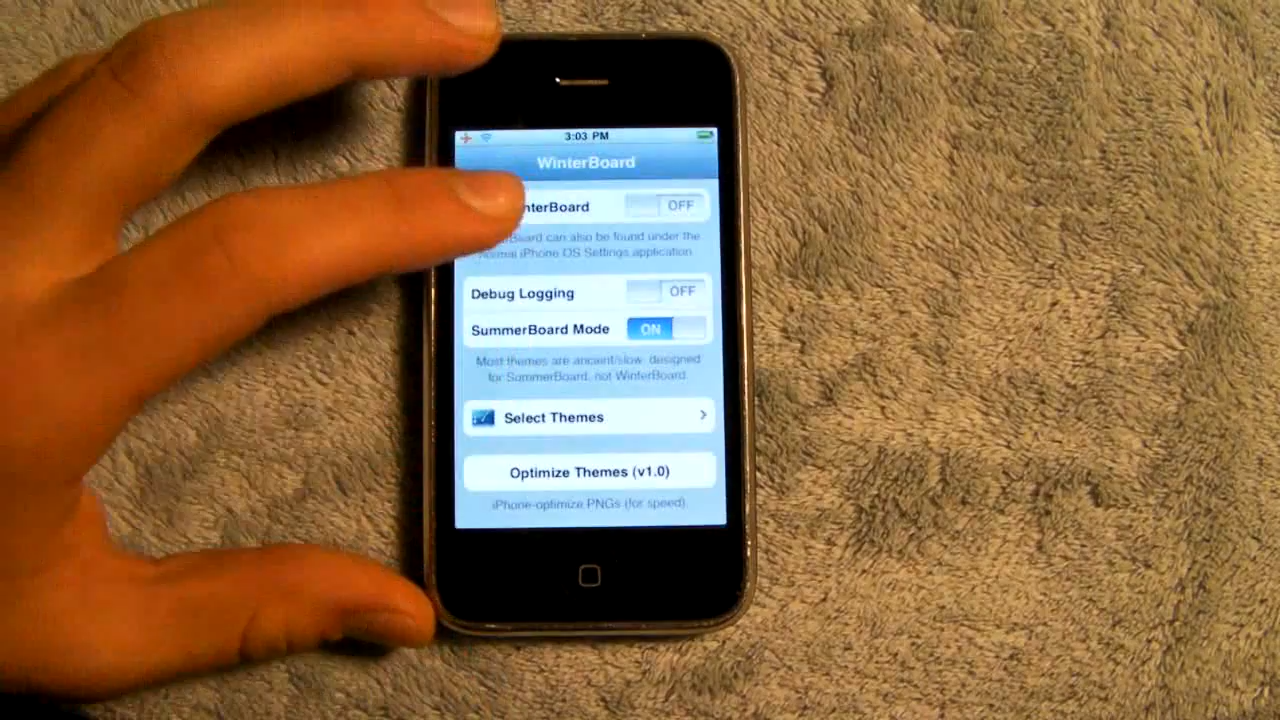 3:03 PM
WinterBoard
nterBoard OFF
Board can also be found under the
normal iPhone OS Settings application.
Debug Logging OFF
SummerBoard Mode ON
Most themes are ancient/slow, designed
for SummerBoard, not WinterBoard.
Select Themes
Optimize Themes (v1.0)
iPhone-optimize PNGs (for speed).